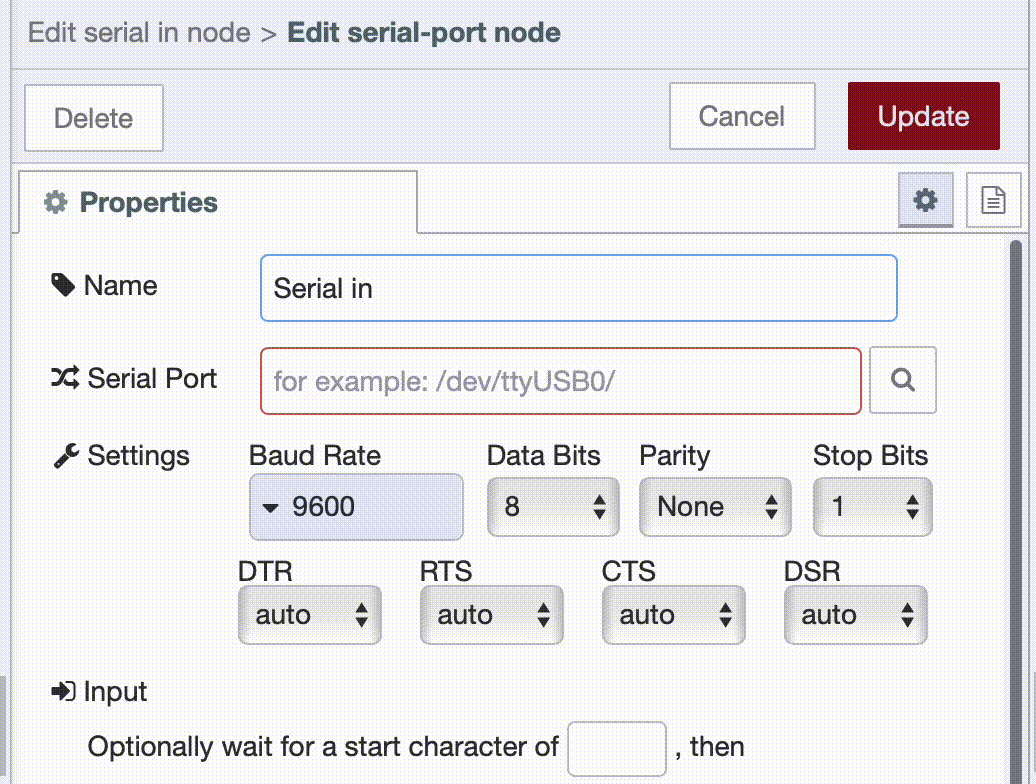 Edit serial in node > Edit serial-port node
Delete Cancel Update
Properties
Name Serial in
Serial Port for example: /dev/ttyUSB0/
Settings Baud Rate Data Bits Parity Stop Bits
9600 8 None 1
DTR RTS CTS DSR
auto auto auto auto
Input
Optionally wait for a start character of , then